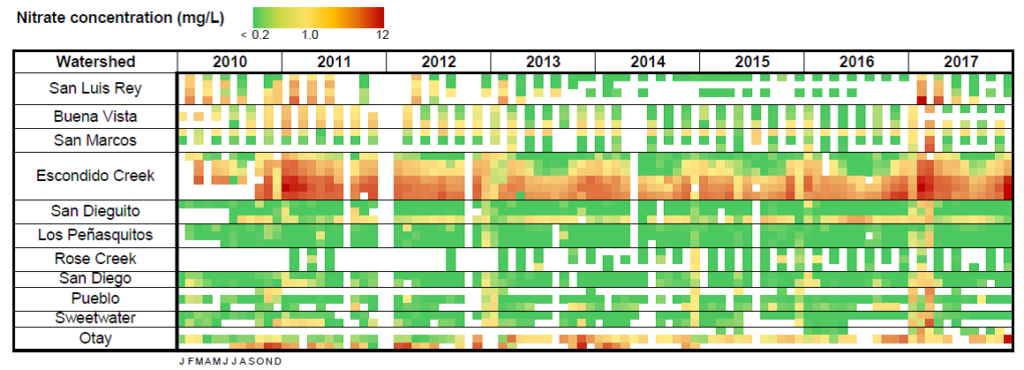 Nitrate concentration (mg/L)
< 0.2 1.0 12
Watershed 2010 2011 2012 2013 2014 2015 2016 2017
San Luis Rey
Buena Vista
San Marcos
Escondido Creek
San Dieguito
Los Peñasquitos
Rose Creek
San Diego
Pueblo
Sweetwater
Otay
J F M A M J J A S O N D